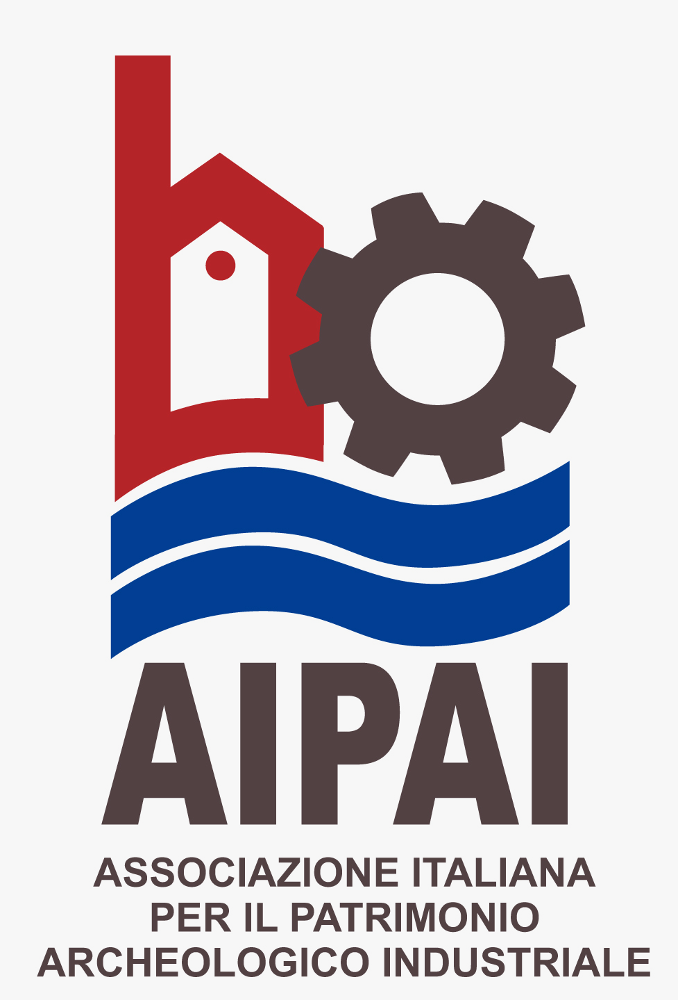 AIPAI
ASSOCIAZIONE ITALIANA
PER IL PATRIMONIO
ARCHEOLOGICO INDUSTRIALE